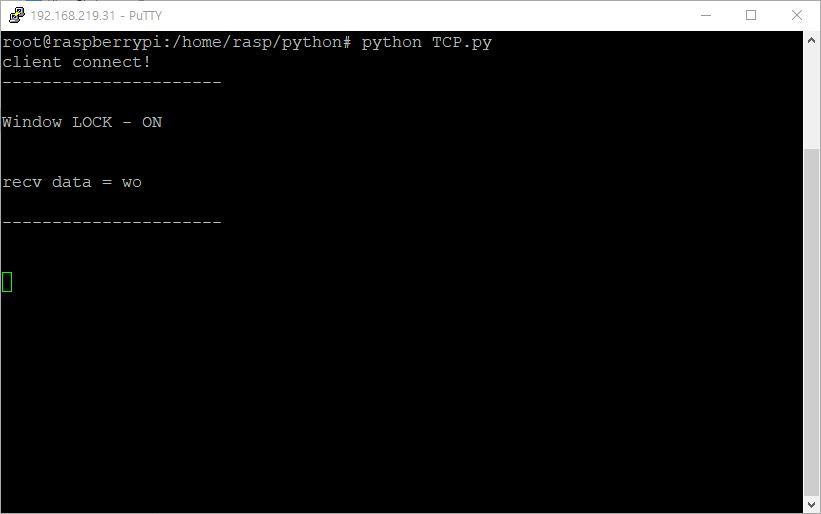 192.168.219.31 - PuTTY
root@raspberrypi:/home/rasp/python# python TCP.py
client connect!
----------------------
Window LOCK - ON
recv data = wo
----------------------